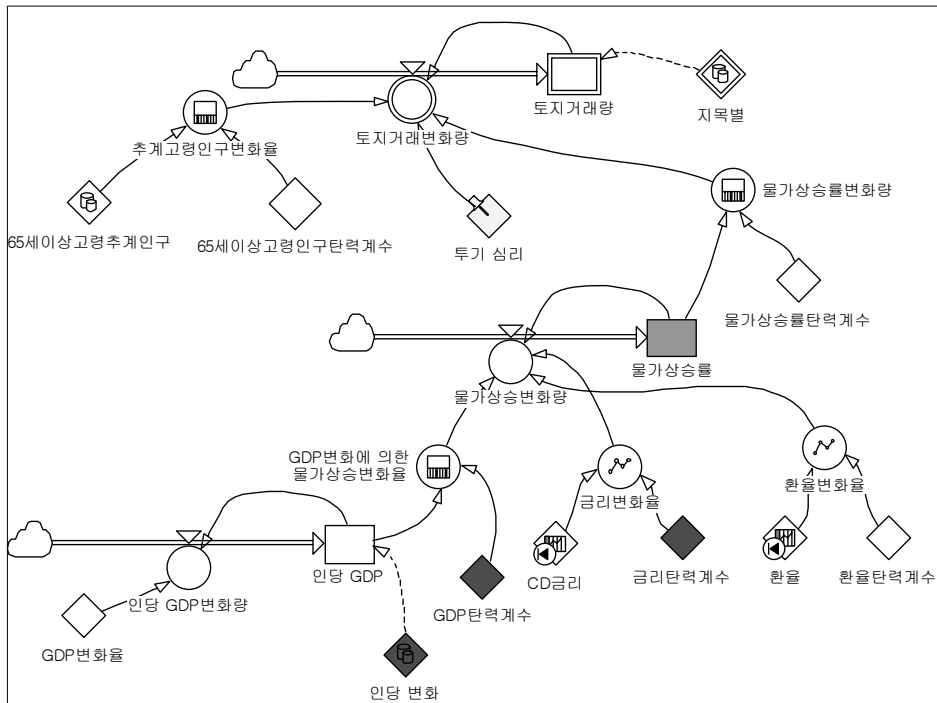 토지거래량
지목별
토지거래변화량
추계고령인구변화율
물가상승률변화량
65세이상고령추계인구
65세이상고령인구탄력계수
투기 심리
물가상승률탄력계수
물가상승률
물가상승변화량
GDP변화에 의한
물가상승변화율
금리변화율
환율변화율
인당 GDP
CD금리
금리탄력계수
환율
환율탄력계수
인당 GDP변화량
GDP탄력계수
GDP변화율
인당 변화